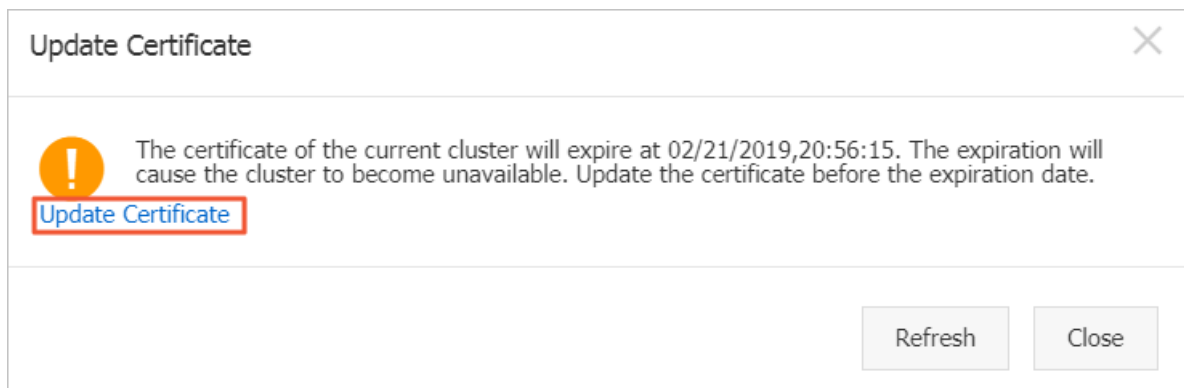 Update Certificate
The certificate of the current cluster will expire at 02/21/2019,20:56:15. The expiration will
cause the cluster to become unavailable. Update the certificate before the expiration date.
Update Certificate
Refresh
Close